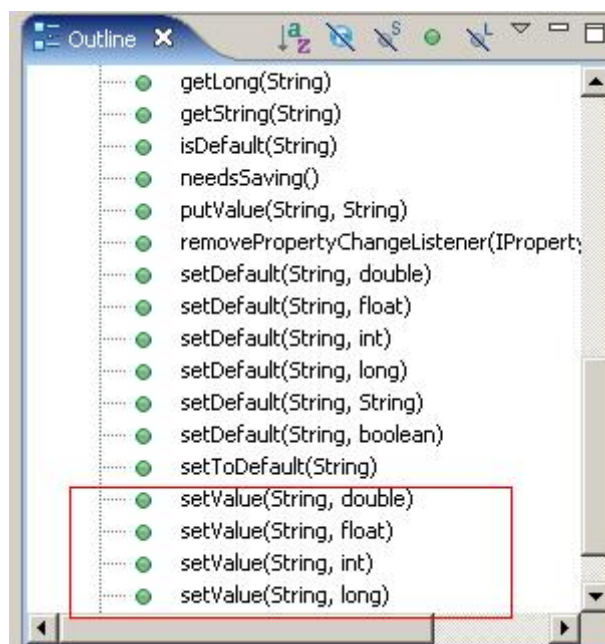 Outline
getLong(String)
getString(String)
isDefault(String)
needsSaving()
putValue(String, String)
removePropertyChangeListener(IProperty
setDefault(String, double)
setDefault(String, float)
setDefault(String, int)
setDefault(String, long)
setDefault(String, String)
setDefault(String, boolean)
setToDefault(String)
setValue(String, double)
setValue(String, float)
setValue(String, int)
setValue(String, long)